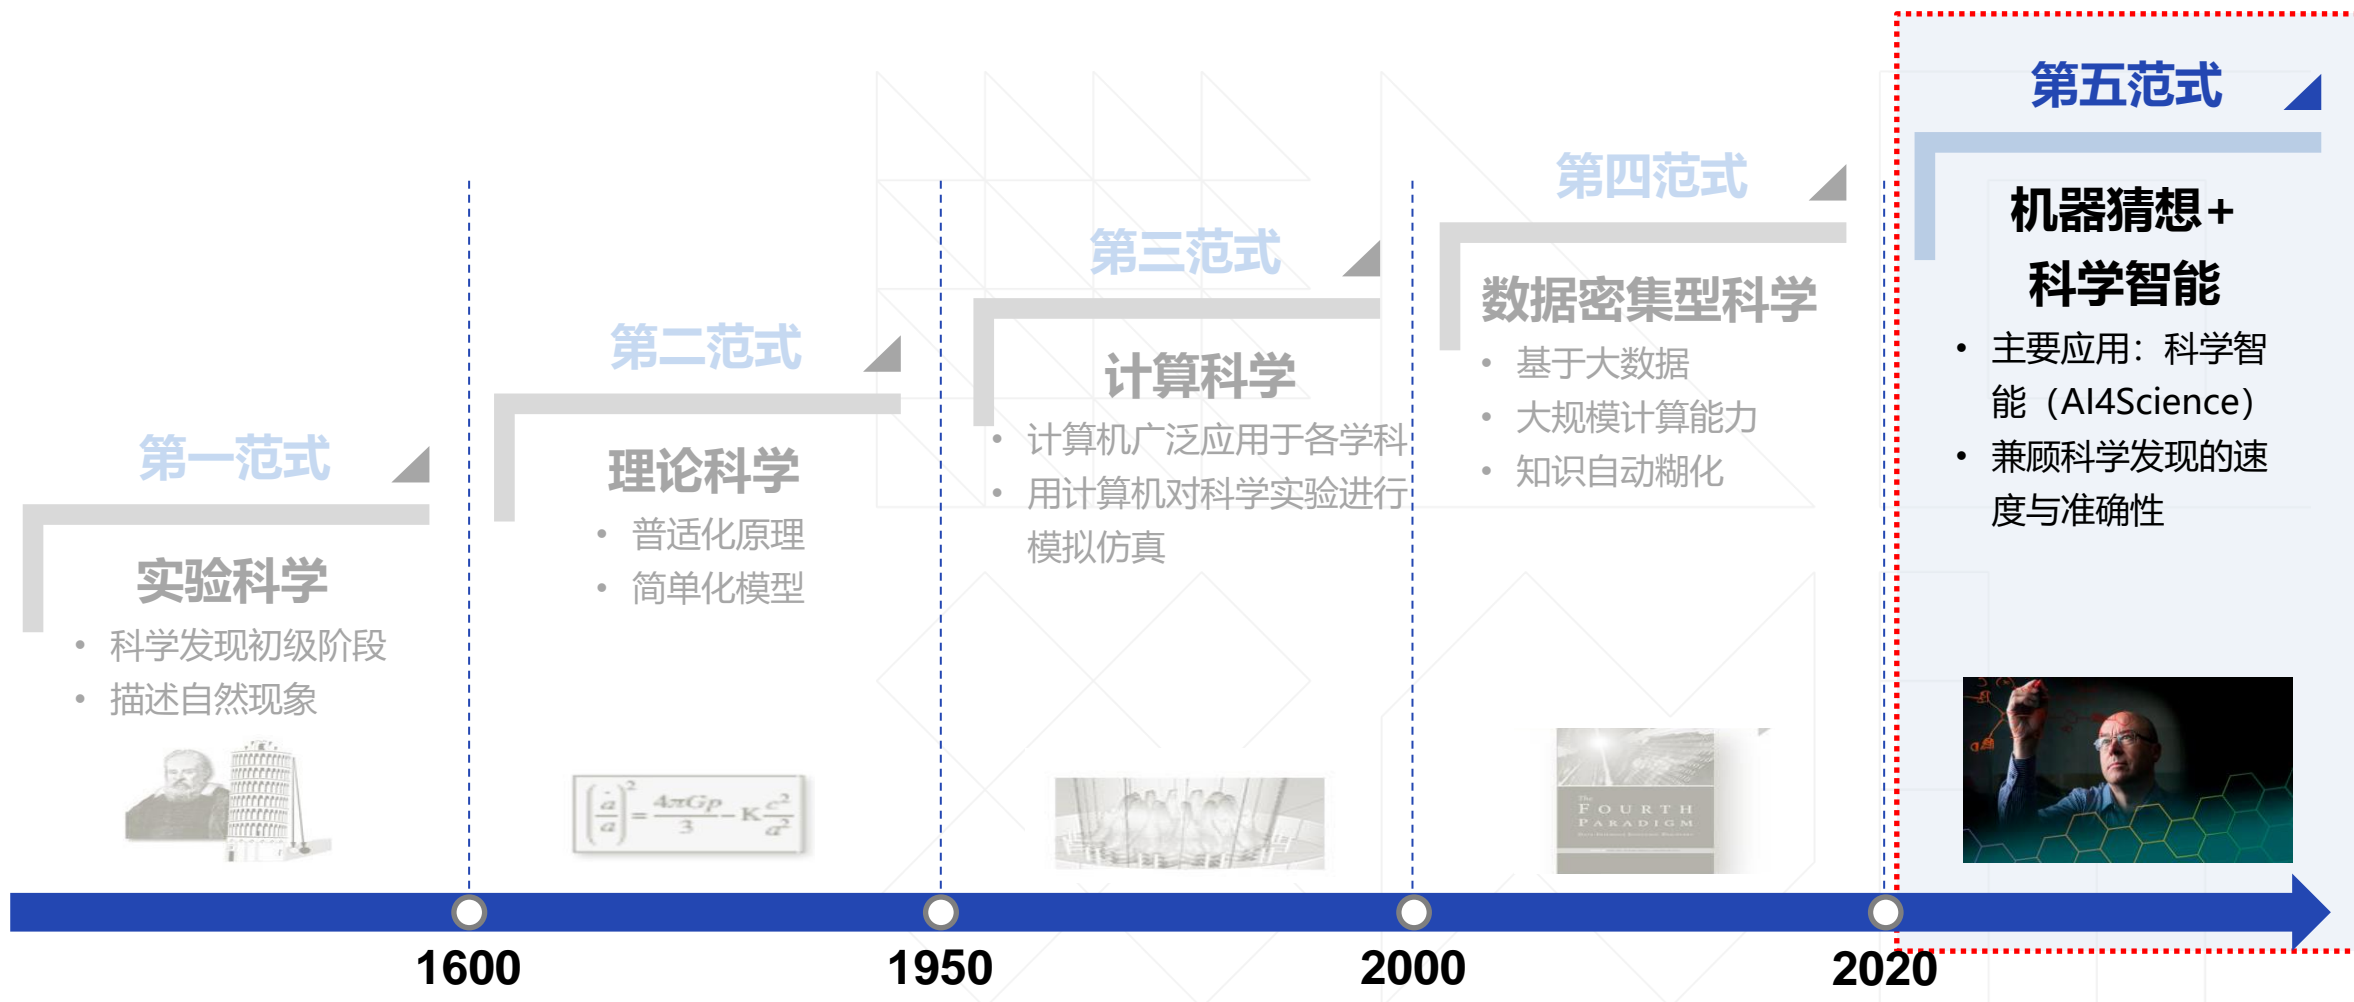 第一范式
实验科学
• 科学发现初级阶段
• 描述自然现象
第二范式
理论科学
• 普适化原理
• 简单化模型
(ȧ/a)² = 4πGp/3 − K c²/a²
第三范式
计算科学
• 计算机广泛应用于各学科
• 用计算机对科学实验进行
模拟仿真
第四范式
数据密集型科学
• 基于大数据
• 大规模计算能力
• 知识自动糊化
The
FOURTH
PARADIGM
第五范式
机器猜想+
科学智能
• 主要应用：科学智
能（AI4Science）
• 兼顾科学发现的速
度与准确性
1600
1950
2000
2020